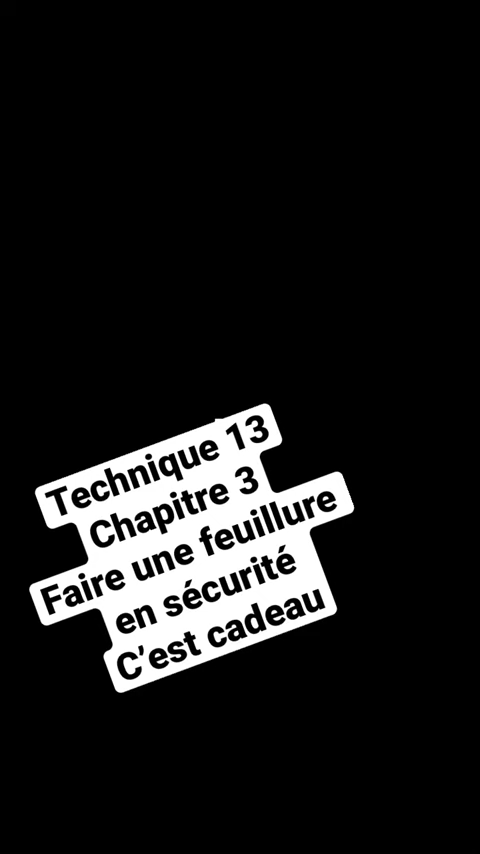 Technique 13
Chapitre 3
Faire une feuillure
en sécurité
C'est cadeau